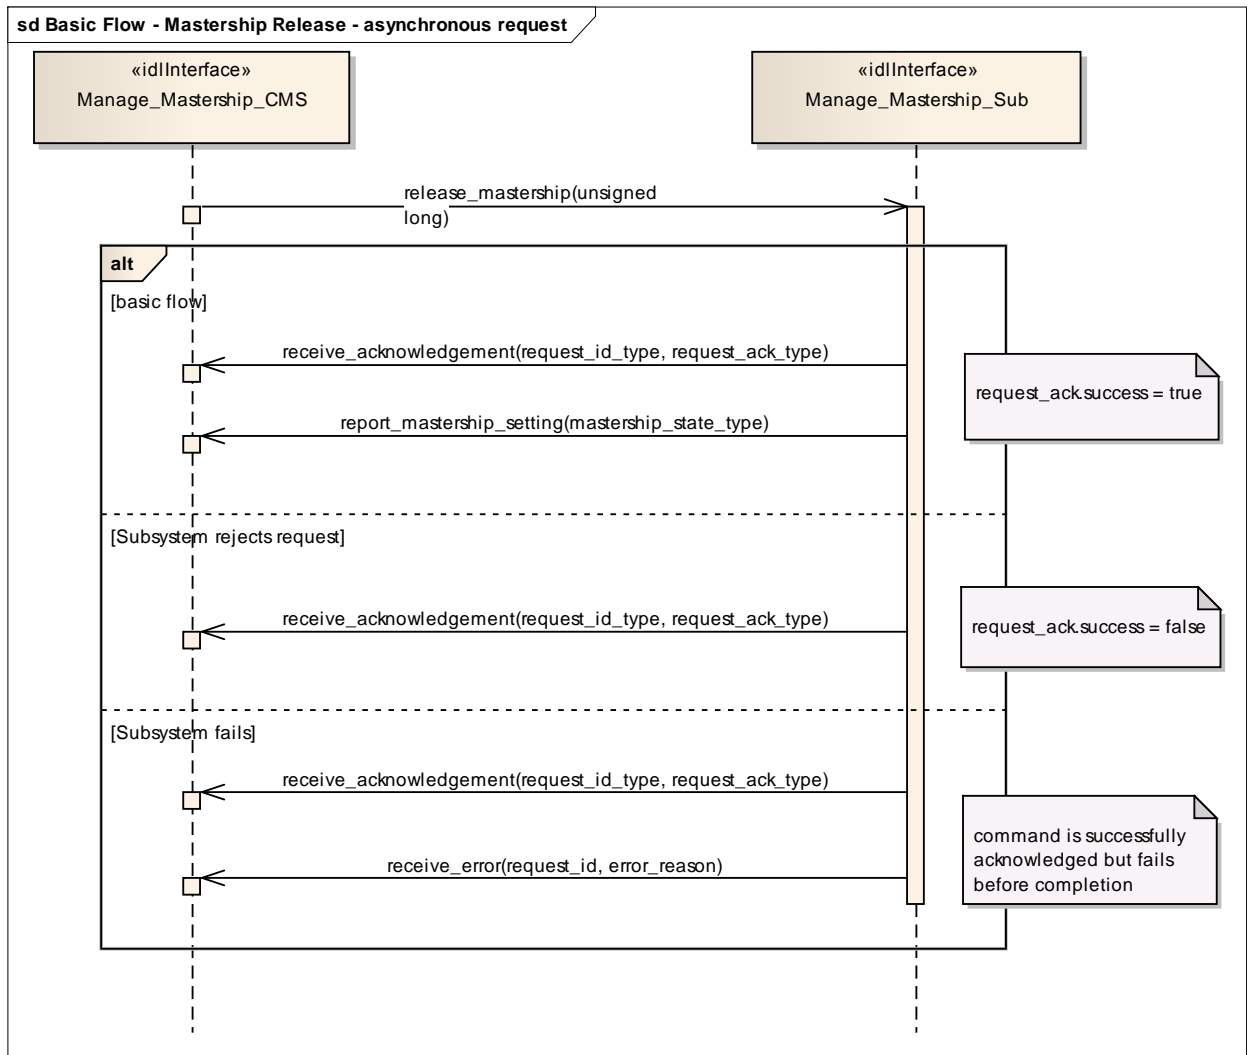 sd Basic Flow - Mastership Release - asynchronous request
«idlInterface»
Manage_Mastership_CMS
«idlInterface»
Manage_Mastership_Sub
release_mastership(unsigned
long)
alt
[basic flow]
receive_acknowledgement(request_id_type, request_ack_type)
request_ack.success = true
report_mastership_setting(mastership_state_type)
[Subsystem rejects request]
receive_acknowledgement(request_id_type, request_ack_type)
request_ack.success = false
[Subsystem fails]
receive_acknowledgement(request_id_type, request_ack_type)
command is successfully
acknowledged but fails
before completion
receive_error(request_id, error_reason)